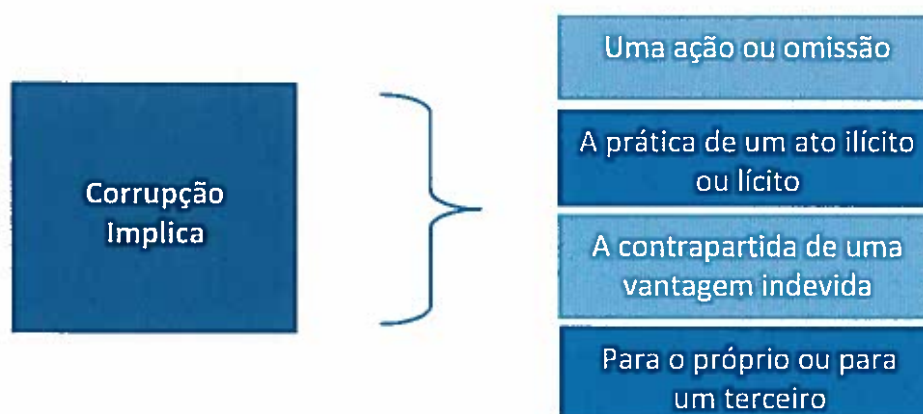 Corrupção
Implica
Uma ação ou omissão
A prática de um ato ilícito
ou lícito
A contrapartida de uma
vantagem indevida
Para o próprio ou para
um terceiro